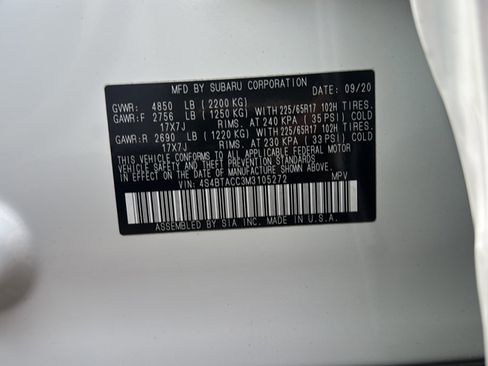 MFD BY SUBARU CORPORATION DATE: 09/20
GVWR: 4850 LB (2200 KG)
GAWR:F 2756 LB (1250 KG) WITH 225/65R17 102H TIRES.
17X7J RIMS. AT 240 KPA (35 PSI) COLD
GAWR:R 2690 LB (1220 KG) WITH 225/65R17 102H TIRES.
17X7J RIMS. AT 230 KPA (33 PSI) COLD
THIS VEHICLE CONFORMS TO ALL APPLICABLE FEDERAL MOTOR
VEHICLE SAFETY AND BUMPER STANDARDS
IN EFFECT ON THE DATE OF MANUFACTURE SHOWN ABOVE.
VIN: 4S4BTACC3M3105272 MPV
ASSEMBLED BY SIA INC. MADE IN U.S.A.